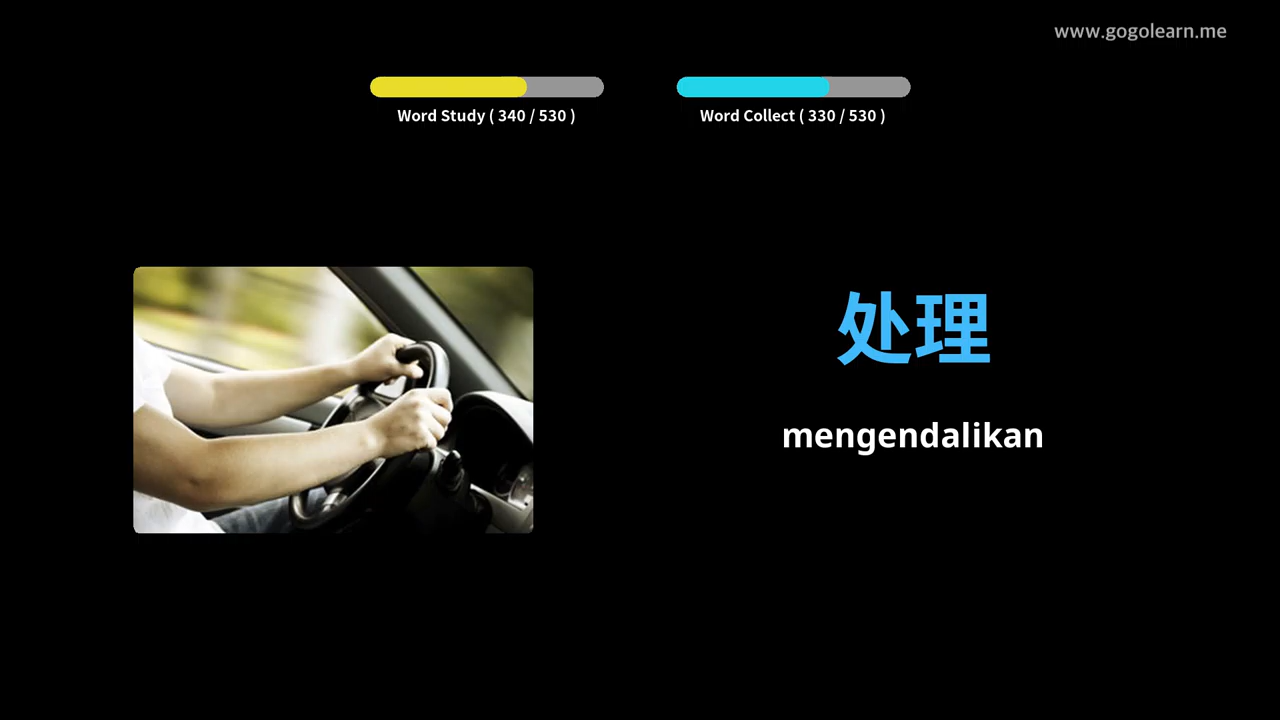 www.gogolearn.me
Word Study ( 340 / 530 )
Word Collect ( 330 / 530 )
处理
mengendalikan